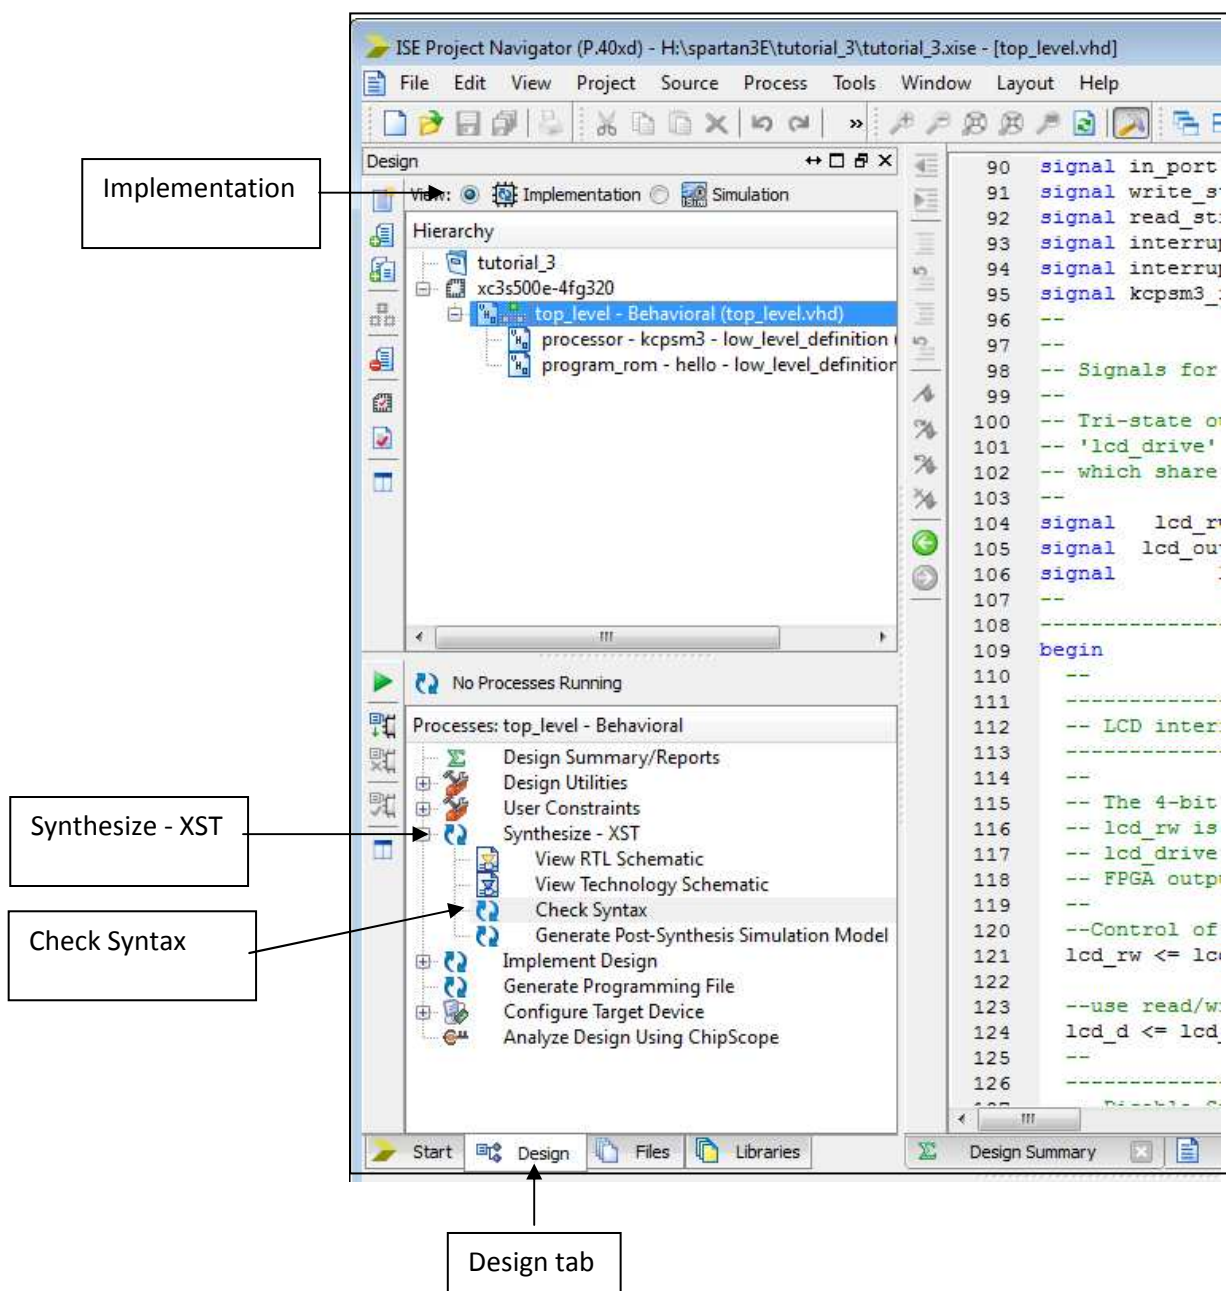 ISE Project Navigator (P.40xd) - H:\spartan3E\tutorial_3\tutorial_3.xise - [top_level.vhd]
File Edit View Project Source Process Tools Window Layout Help
»
Design
View: Implementation Simulation
Hierarchy
tutorial_3
xc3s500e-4fg320
top_level - Behavioral (top_level.vhd)
processor - kcpsm3 - low_level_definition (
program_rom - hello - low_level_definition
No Processes Running
Processes: top_level - Behavioral
Design Summary/Reports
Design Utilities
User Constraints
Synthesize - XST
View RTL Schematic
View Technology Schematic
Check Syntax
Generate Post-Synthesis Simulation Model
Implement Design
Generate Programming File
Configure Target Device
Analyze Design Using ChipScope
Start Design Files Libraries
90 signal in_port
91 signal write_s
92 signal read_st
93 signal interru
94 signal interru
95 signal kcpsm3_
96 --
97 --
98 -- Signals for
99 --
100 -- Tri-state o
101 -- 'lcd_drive'
102 -- which share
103 --
104 signal lcd_r
105 signal lcd_ou
106 signal
107 --
108 --------------
109 begin
110 --
111 -------------
112 -- LCD inter
113 -------------
114 --
115 -- The 4-bit
116 -- lcd_rw is
117 -- lcd_drive
118 -- FPGA outp
119 --
120 --Control of
121 lcd_rw <= lc
122
123 --use read/w
124 lcd_d <= lcd_
125 --
126 -------------
Design Summary
Implementation
Synthesize - XST
Check Syntax
Design tab